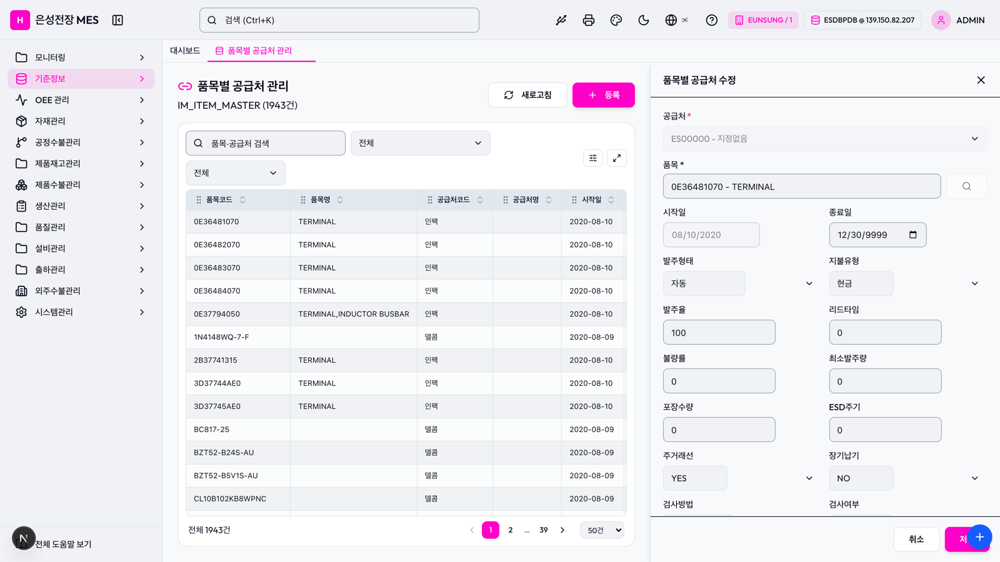 H 은성전장 MES
검색 (Ctrl+K)
EUNSUNG / 1
ESDBPDB @ 139.150.82.207
ADMIN
모니터링
기준정보
OEE 관리
자재관리
공정수불관리
제품재고관리
제품수불관리
생산관리
품질관리
설비관리
출하관리
외주수불관리
시스템관리
N
전체 도움말 보기
대시보드
품목별 공급처 관리
품목별 공급처 관리
IM_ITEM_MASTER (1943건)
새로고침
등록
품목·공급처 검색
전체
전체
품목코드 품목명 공급처코드 공급처명 시작일
0E36481070 TERMINAL 인팩 2020-08-10
0E36482070 TERMINAL 인팩 2020-08-10
0E36483070 TERMINAL 인팩 2020-08-10
0E36484070 TERMINAL 인팩 2020-08-10
0E37794050 TERMINAL,INDUCTOR BUSBAR 인팩 2020-08-10
1N4148WQ-7-F 델콤 2020-08-09
2B37741315 TERMINAL 인팩 2020-08-10
3D37744AE0 TERMINAL 인팩 2020-08-10
3D37745AE0 TERMINAL 인팩 2020-08-10
BC817-25 델콤 2020-08-09
BZT52-B24S-AU 델콤 2020-08-09
BZT52-B5V1S-AU 델콤 2020-08-09
CL10B102KB8WPNC 델콤 2020-08-09
전체 1943건
1 2 ... 39
50건
품목별 공급처 수정
공급처 *
ES00000 - 지정없음
품목 *
0E36481070 - TERMINAL
시작일 종료일
08/10/2020 12/30/9999
발주형태 지불유형
자동 현금
발주율 리드타임
100 0
불량률 최소발주량
0 0
포장수량 ESD주기
0 0
주거래선 장기납기
YES NO
검사방법 검사여부
취소